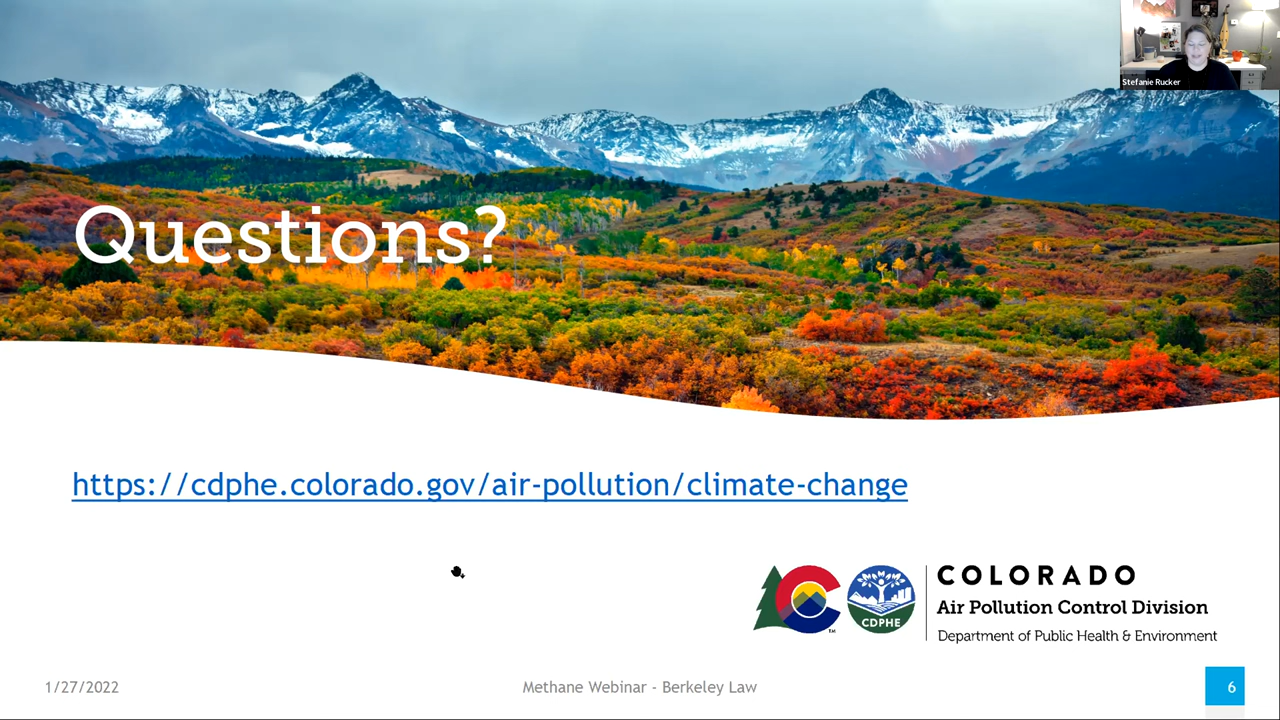 Stefanie Rucker
Questions?
https://cdphe.colorado.gov/air-pollution/climate-change
CDPHE
TM
COLORADO
Air Pollution Control Division
Department of Public Health & Environment
1/27/2022
Methane Webinar - Berkeley Law
6